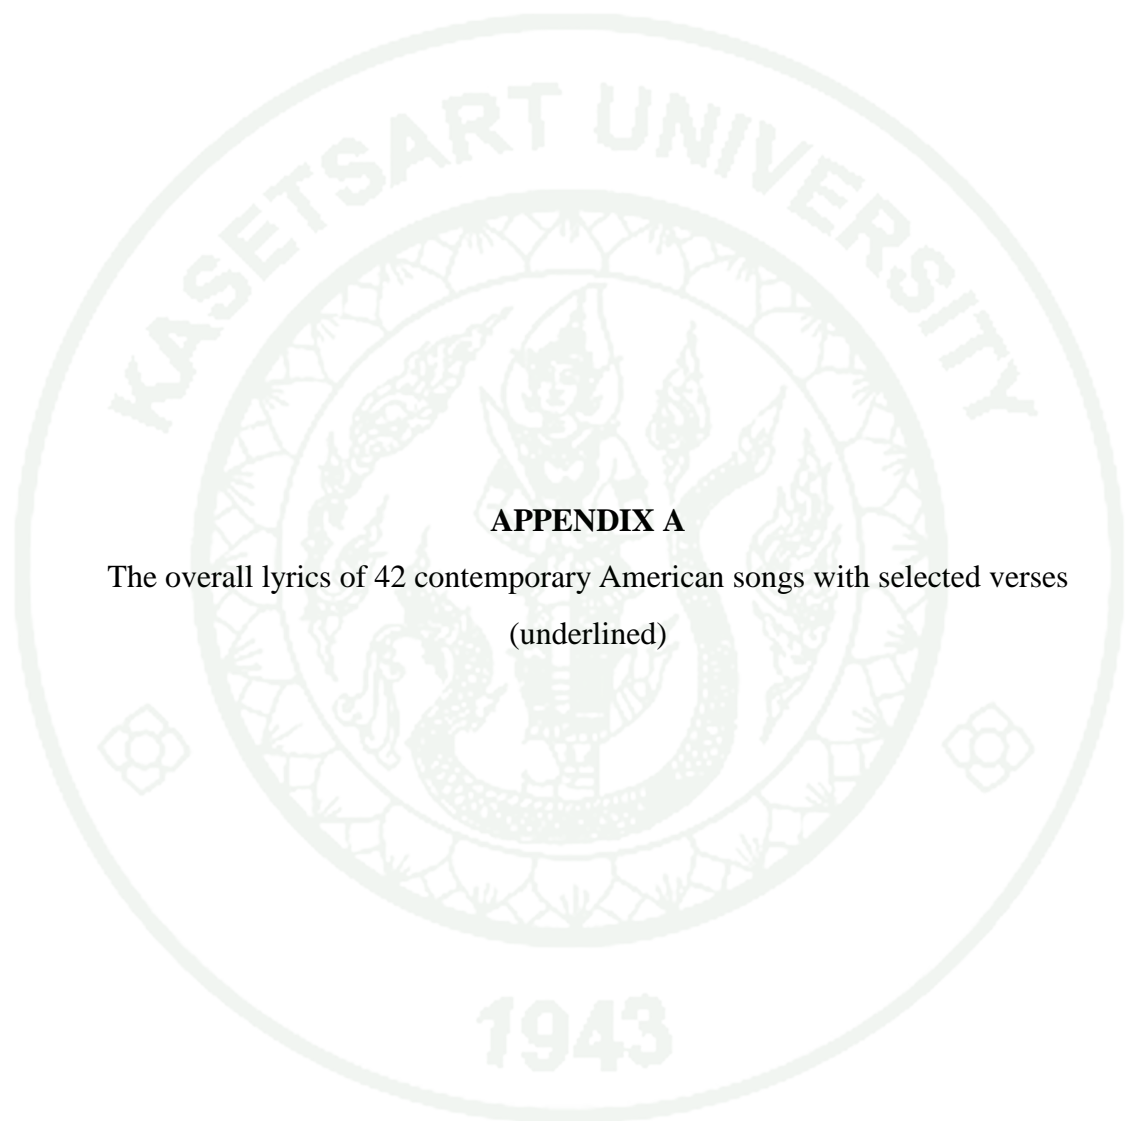 KASETSART UNIVERSITY
APPENDIX A
The overall lyrics of 42 contemporary American songs with selected verses
(underlined)
1943